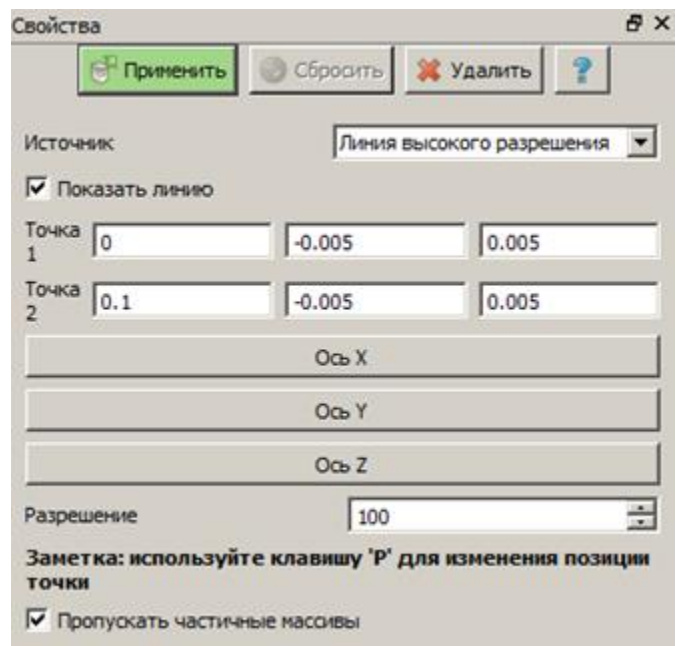 Свойства
Применить Сбросить Удалить ?
Источник Линия высокого разрешения
Показать линию
Точка 1 0 -0.005 0.005
Точка 2 0.1 -0.005 0.005
Ось X
Ось Y
Ось Z
Разрешение 100
Заметка: используйте клавишу 'P' для изменения позиции
точки
Пропускать частичные массивы